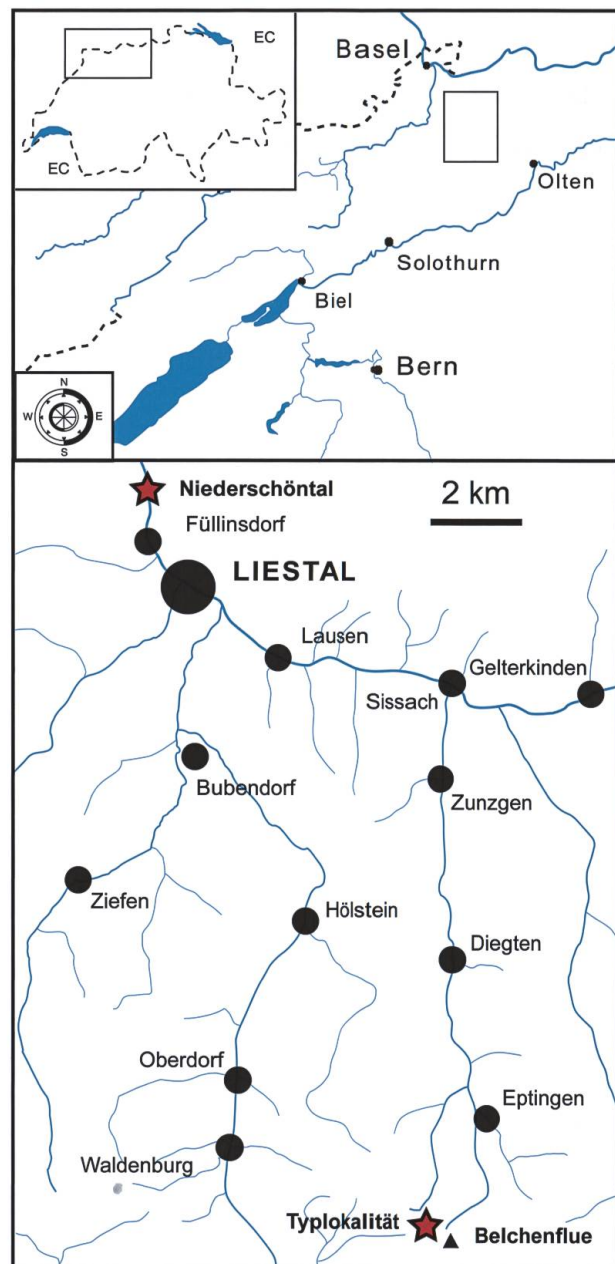 EC
EC
Basel
Olten
Solothurn
Biel
Bern
N
W E
S
Niederschöntal
2 km
Füllinsdorf
LIESTAL
Lausen
Gelterkinden
Sissach
Bubendorf
Zunzgen
Ziefen
Hölstein
Diegten
Oberdorf
Eptingen
Waldenburg
Typlokalität
Belchenflue